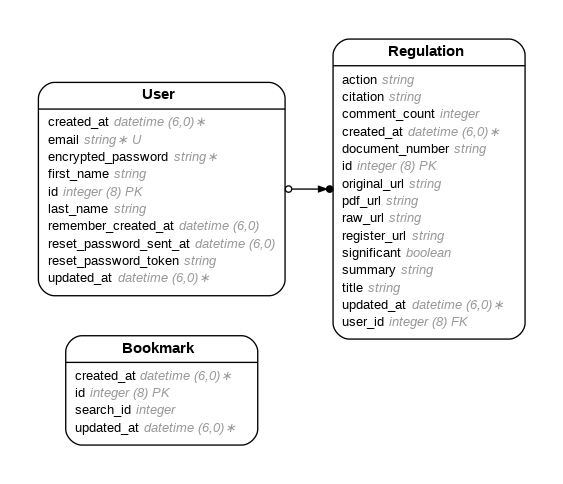 User
created_at datetime (6,0)∗
email string∗ U
encrypted_password string∗
first_name string
id integer (8) PK
last_name string
remember_created_at datetime (6,0)
reset_password_sent_at datetime (6,0)
reset_password_token string
updated_at datetime (6,0)∗
Regulation
action string
citation string
comment_count integer
created_at datetime (6,0)∗
document_number string
id integer (8) PK
original_url string
pdf_url string
raw_url string
register_url string
significant boolean
summary string
title string
updated_at datetime (6,0)∗
user_id integer (8) FK
Bookmark
created_at datetime (6,0)∗
id integer (8) PK
search_id integer
updated_at datetime (6,0)∗